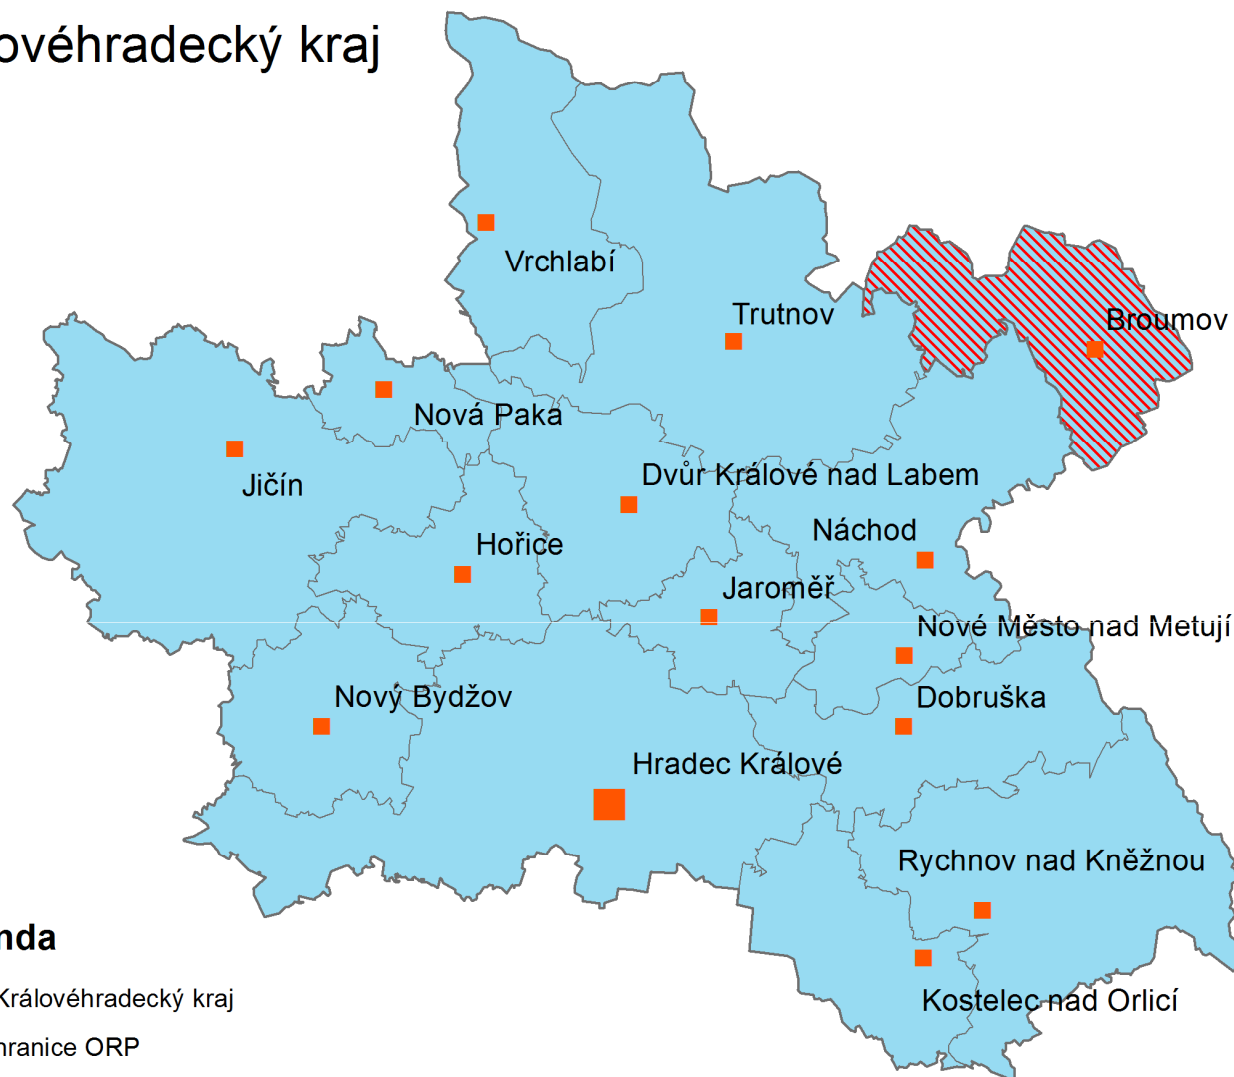 ovéhradecký kraj
Vrchlabí
Trutnov
Broumov
Nová Paka
Jičín
Dvůr Králové nad Labem
Náchod
Hořice
Jaroměř
Nové Město nad Metují
Nový Bydžov
Dobruška
Hradec Králové
Rychnov nad Kněžnou
nda
Kostelec nad Orlicí
Královéhradecký kraj
hranice ORP